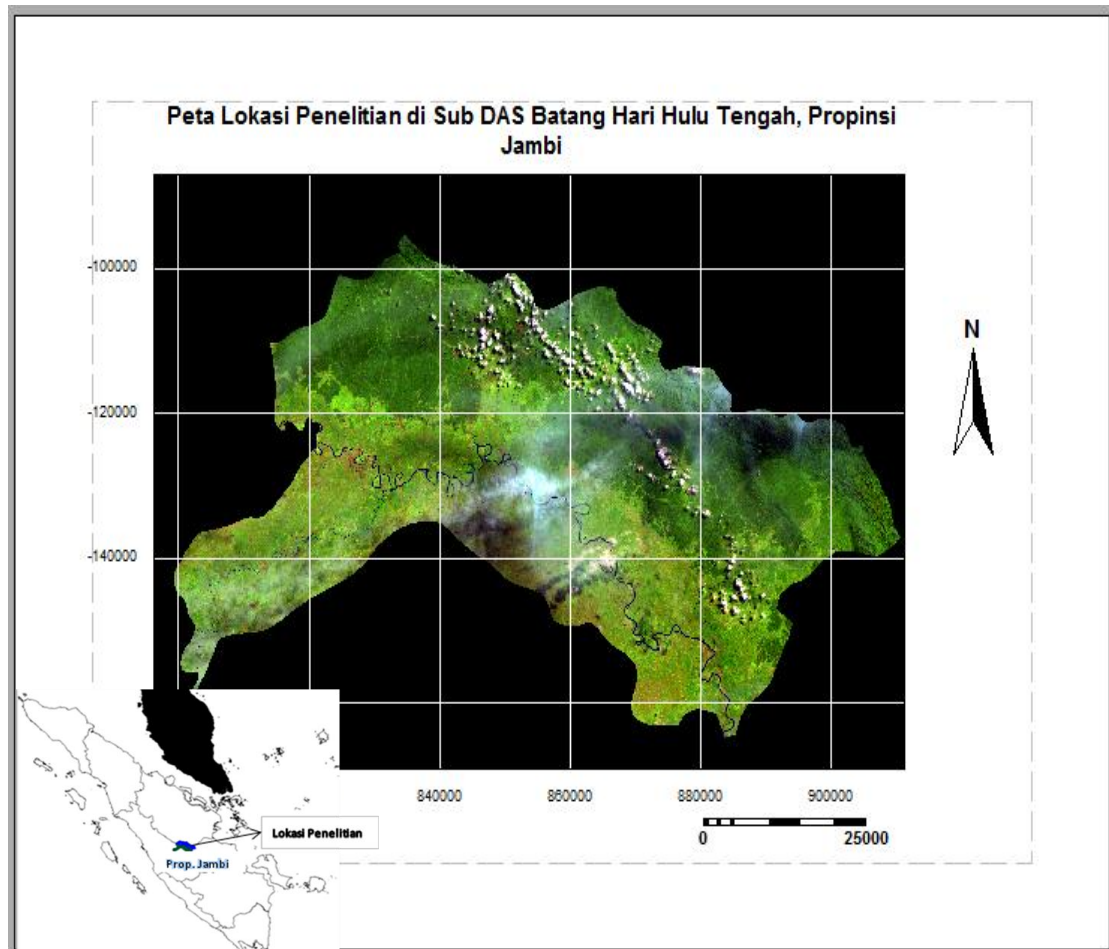 Peta Lokasi Penelitian di Sub DAS Batang Hari Hulu Tengah, Propinsi
Jambi
-100000
N
-120000
-140000
840000 860000 880000 900000
0 25000
Lokasi Penelitian
Prop. Jambi